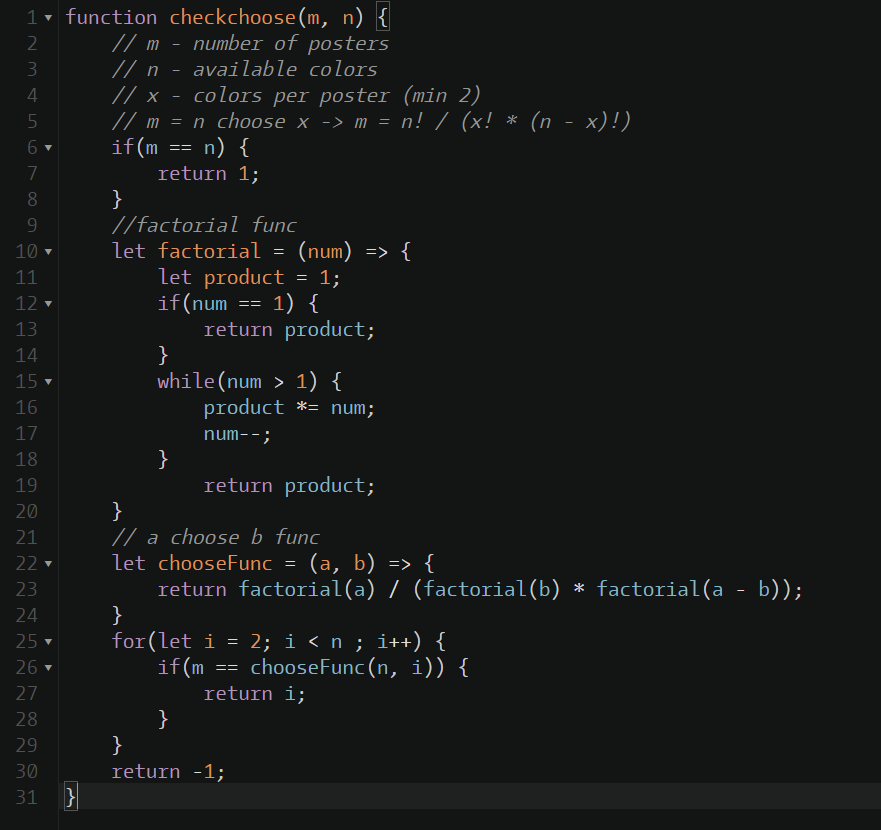 1 function checkchoose(m, n) {
2 // m - number of posters
3 // n - available colors
4 // x - colors per poster (min 2)
5 // m = n choose x -> m = n! / (x! * (n - x)!)
6 if(m == n) {
7 return 1;
8 }
9 //factorial func
10 let factorial = (num) => {
11 let product = 1;
12 if(num == 1) {
13 return product;
14 }
15 while(num > 1) {
16 product *= num;
17 num--;
18 }
19 return product;
20 }
21 // a choose b func
22 let chooseFunc = (a, b) => {
23 return factorial(a) / (factorial(b) * factorial(a - b));
24 }
25 for(let i = 2; i < n ; i++) {
26 if(m == chooseFunc(n, i)) {
27 return i;
28 }
29 }
30 return -1;
31 }